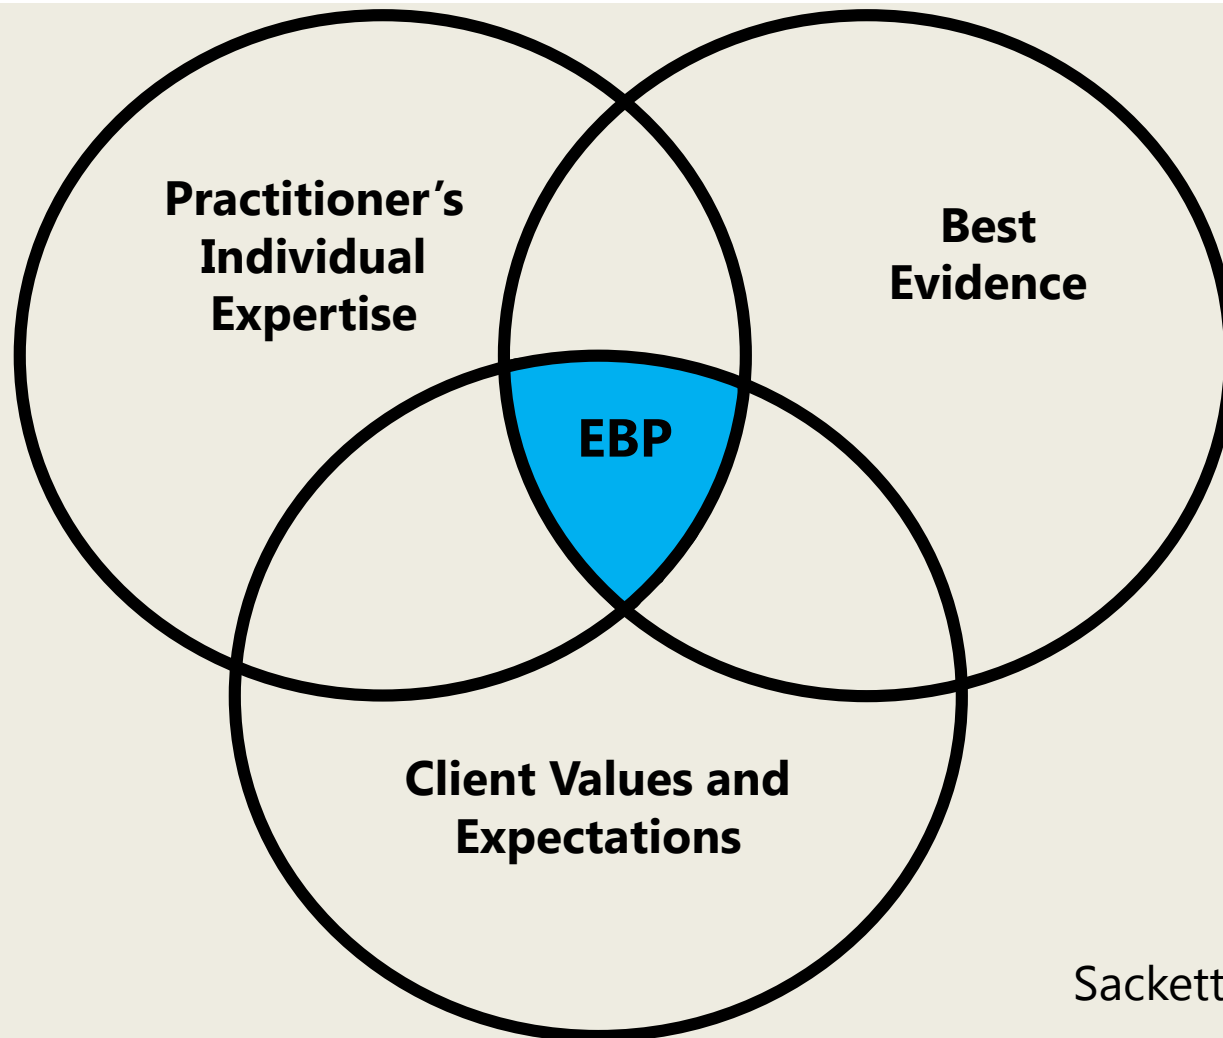 Practitioner’s
Individual
Expertise
Best
Evidence
EBP
Client Values and
Expectations
Sackett